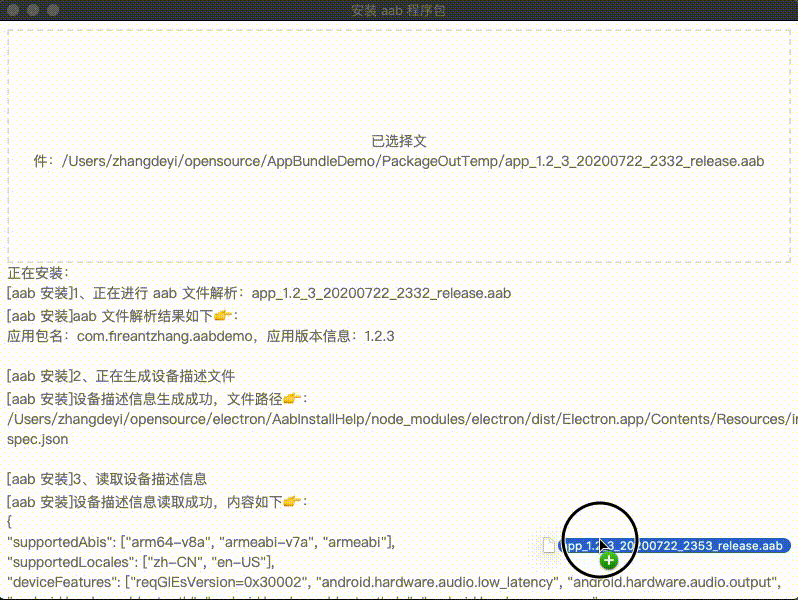 安装 aab 程序包
已选择文
件：/Users/zhangdeyi/opensource/AppBundleDemo/PackageOutTemp/app_1.2_3_20200722_2332_release.aab
正在安装：
[aab 安装]1、正在进行 aab 文件解析：app_1.2_3_20200722_2332_release.aab
[aab 安装]aab 文件解析结果如下👉：
应用包名：com.fireantzhang.aabdemo，应用版本信息：1.2.3
[aab 安装]2、正在生成设备描述文件
[aab 安装]设备描述信息生成成功，文件路径👉：
/Users/zhangdeyi/opensource/electron/AabInstallHelp/node_modules/electron/dist/Electron.app/Contents/Resources/in
spec.json
[aab 安装]3、读取设备描述信息
[aab 安装]设备描述信息读取成功，内容如下👉：
{
"supportedAbis": ["arm64-v8a", "armeabi-v7a", "armeabi"],
app_1.2_3_20200722_2353_release.aab
"supportedLocales": ["zh-CN", "en-US"],
"deviceFeatures": ["reqGlEsVersion=0x30002", "android.hardware.audio.low_latency", "android.hardware.audio.output",